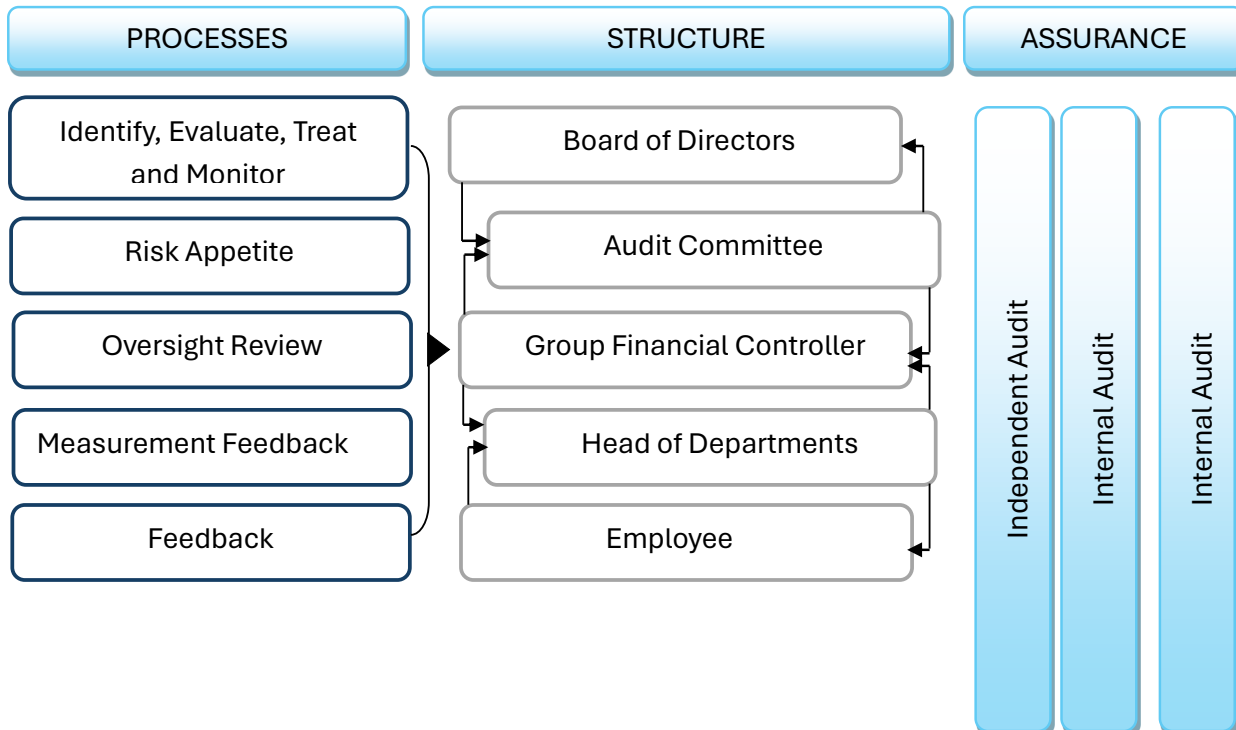 PROCESSES
STRUCTURE
ASSURANCE
Identify, Evaluate, Treat
and Monitor
Risk Appetite
Oversight Review
Measurement Feedback
Feedback
Board of Directors
Audit Committee
Group Financial Controller
Head of Departments
Employee
Independent Audit
Internal Audit
Internal Audit